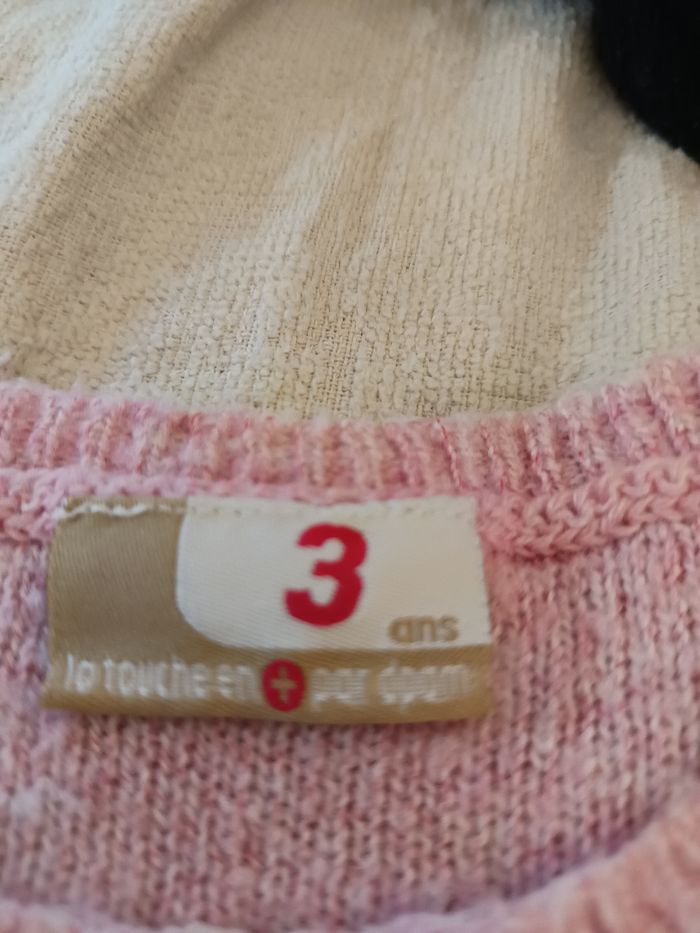 3
ans
la touche en + par dpam